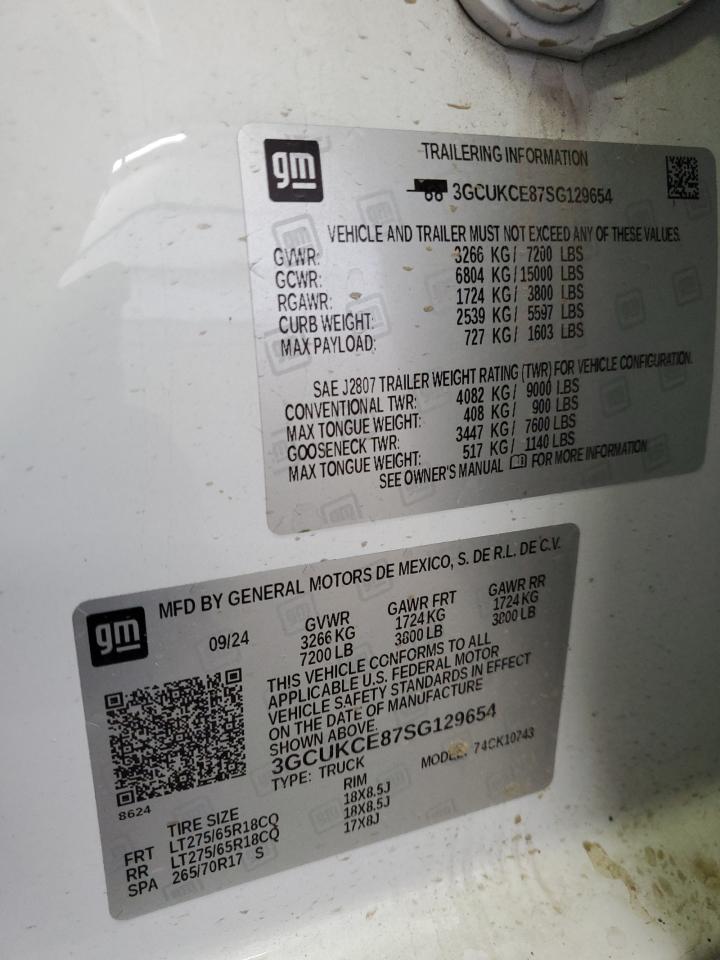 gm
TRAILERING INFORMATION
3GCUKCE87SG129654
VEHICLE AND TRAILER MUST NOT EXCEED ANY OF THESE VALUES.
GVWR: 3266 KG / 7200 LBS
GCWR: 6804 KG / 15000 LBS
RGAWR: 1724 KG / 3800 LBS
CURB WEIGHT: 2539 KG / 5597 LBS
MAX PAYLOAD: 727 KG / 1603 LBS
SAE J2807 TRAILER WEIGHT RATING (TWR) FOR VEHICLE CONFIGURATION.
CONVENTIONAL TWR: 4082 KG / 9000 LBS
MAX TONGUE WEIGHT: 408 KG / 900 LBS
GOOSENECK TWR: 3447 KG / 7600 LBS
MAX TONGUE WEIGHT: 517 KG / 1140 LBS
SEE OWNER'S MANUAL FOR MORE INFORMATION
gm
MFD BY GENERAL MOTORS DE MEXICO, S. DE R.L. DE C.V.
09/24
GVWR GAWR FRT GAWR RR
3266 KG 1724 KG 1724 KG
7200 LB 3800 LB 3800 LB
THIS VEHICLE CONFORMS TO ALL
APPLICABLE U.S. FEDERAL MOTOR
VEHICLE SAFETY STANDARDS IN EFFECT
ON THE DATE OF MANUFACTURE
SHOWN ABOVE.
3GCUKCE87SG129654
TYPE: TRUCK MODEL: 74CK10743
8624
TIRE SIZE RIM
FRT LT275/65R18CQ 18X8.5J
RR LT275/65R18CQ 18X8.5J
SPA 265/70R17 S 17X8J